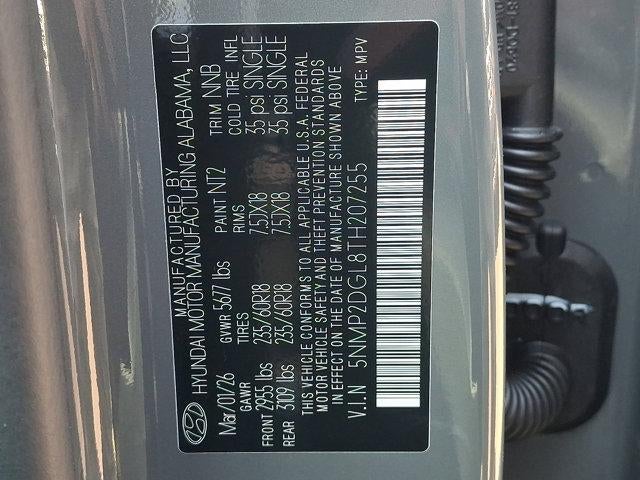 MANUFACTURED BY
HYUNDAI MOTOR MANUFACTURING ALABAMA, LLC
Mar/01/26 GVWR 5677 lbs PAINT NT2 TRIM NNB
GAWR TIRES RIMS COLD TIRE INFL
FRONT 2955 lbs 235/60R18 7.5JX18 35 psi SINGLE
REAR 3109 lbs 235/60R18 7.5JX18 35 psi SINGLE
THIS VEHICLE CONFORMS TO ALL APPLICABLE U.S.A. FEDERAL
MOTOR VEHICLE SAFETY AND THEFT PREVENTION STANDARDS
IN EFFECT ON THE DATE OF MANUFACTURE SHOWN ABOVE
V.I.N 5NMP2DGL8TH207255 TYPE: MPV